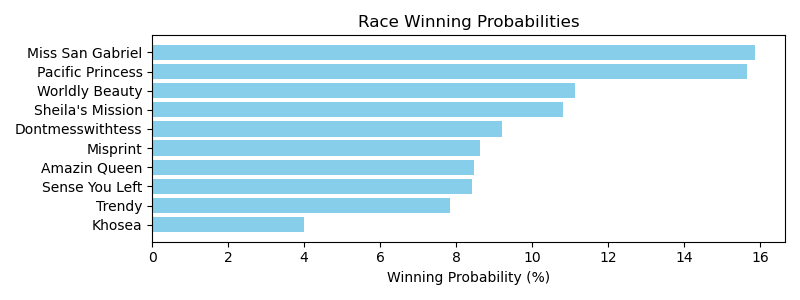 Race Winning Probabilities
Miss San Gabriel
Pacific Princess
Worldly Beauty
Sheila's Mission
Dontmesswithtess
Misprint
Amazin Queen
Sense You Left
Trendy
Khosea
0 2 4 6 8 10 12 14 16
Winning Probability (%)